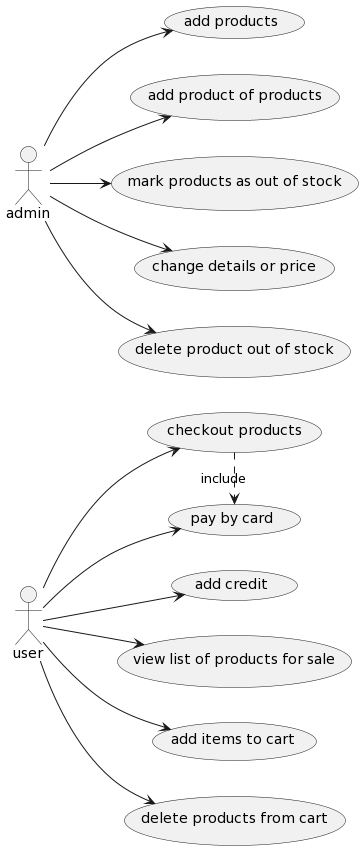 add products
add product of products
mark products as out of stock
admin
change details or price
delete product out of stock
checkout products
include
pay by card
add credit
user
view list of products for sale
add items to cart
delete products from cart